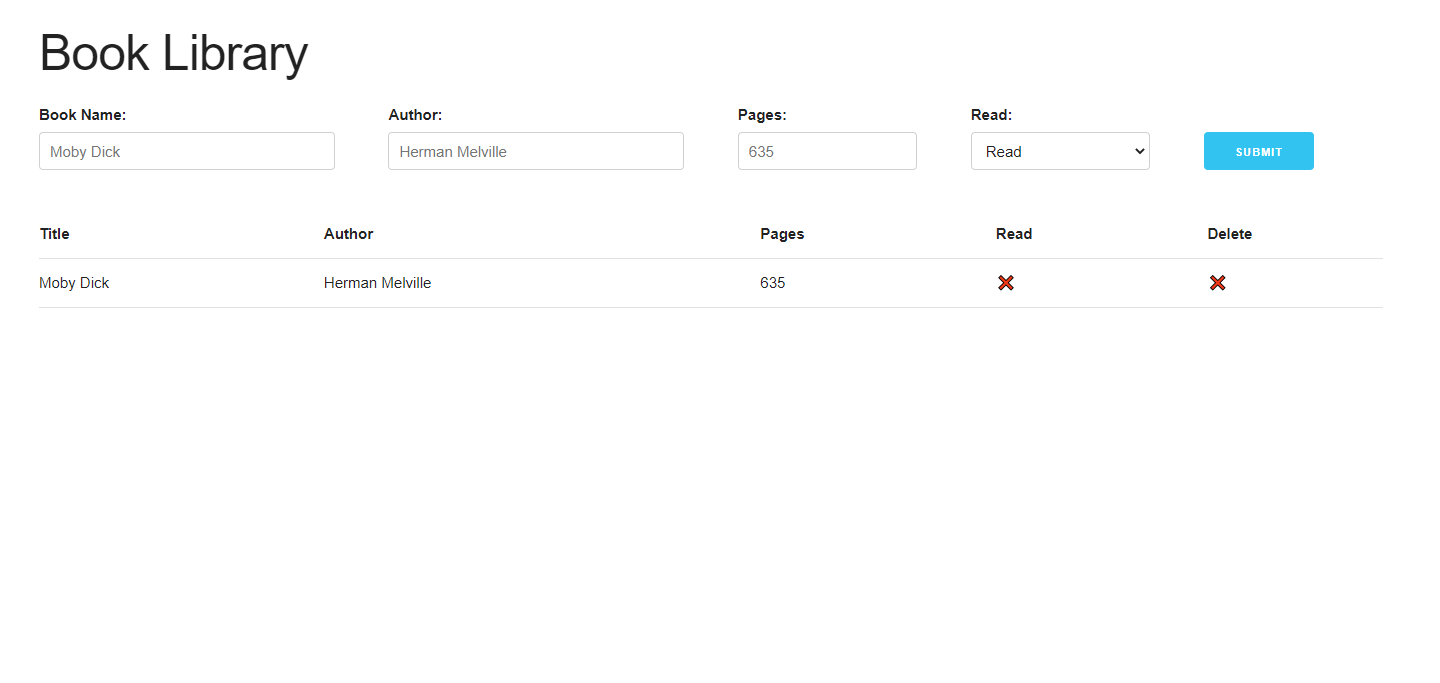 Book Library
Book Name: Author: Pages: Read:
Moby Dick Herman Melville 635 Read SUBMIT
Title Author Pages Read Delete
Moby Dick Herman Melville 635